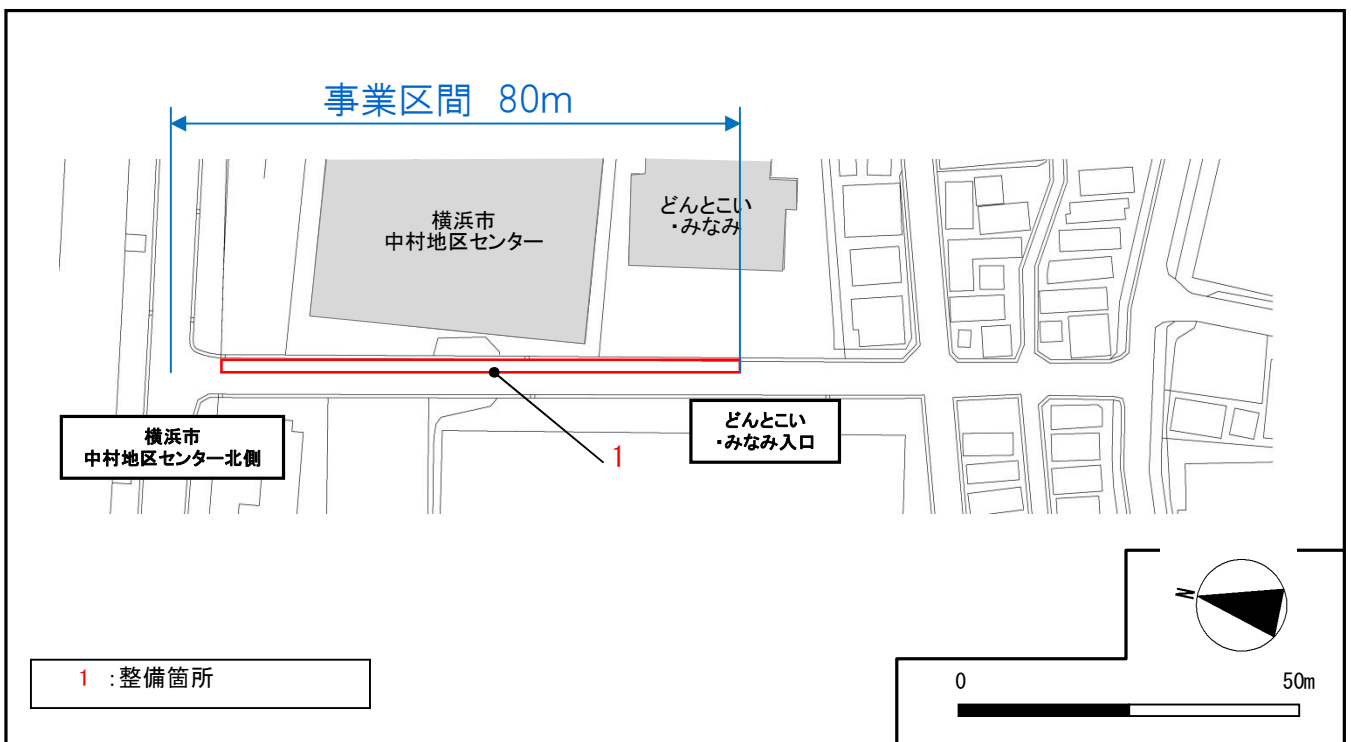 事業区間 80m
横浜市
中村地区センター
どんとこい
・みなみ
横浜市
中村地区センター北側
どんとこい
・みなみ入口
1
N
1 :整備箇所
0 50m